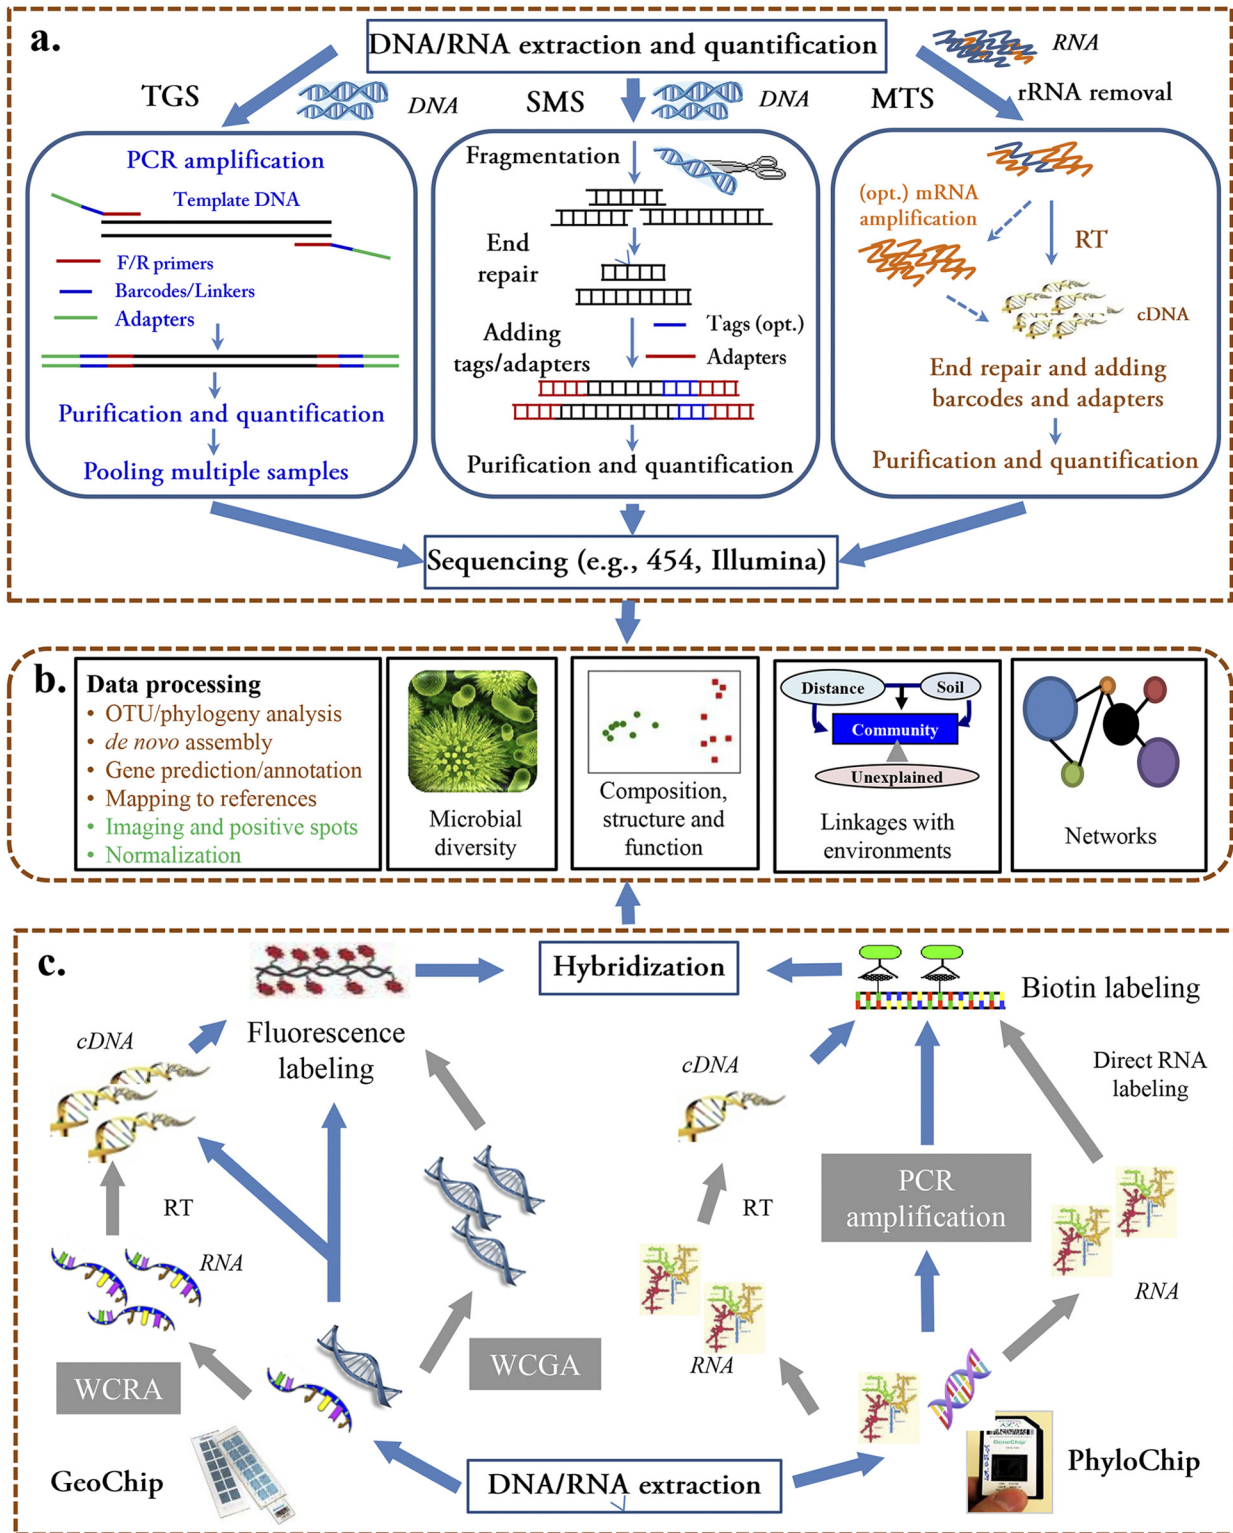 a.
DNA/RNA extraction and quantification
RNA
TGS
DNA
SMS
DNA
MTS
rRNA removal
PCR amplification
Template DNA
F/R primers
Barcodes/Linkers
Adapters
Purification and quantification
Pooling multiple samples
Fragmentation
End
repair
Adding
tags/adapters
Tags (opt.)
Adapters
Purification and quantification
(opt.) mRNA
amplification
RT
cDNA
End repair and adding
barcodes and adapters
Purification and quantification
Sequencing (e.g., 454, Illumina)
b.
Data processing
• OTU/phylogeny analysis
• de novo assembly
• Gene prediction/annotation
• Mapping to references
• Imaging and positive spots
• Normalization
Microbial
diversity
Composition,
structure and
function
Distance
Soil
Community
Unexplained
Linkages with
environments
Networks
c.
Hybridization
Fluorescence
labeling
cDNA
RT
RNA
WCRA
WCGA
GeoChip
DNA/RNA extraction
Biotin labeling
cDNA
Direct RNA
labeling
PCR
amplification
RT
RNA
RNA
GeneChip
PhyloChip